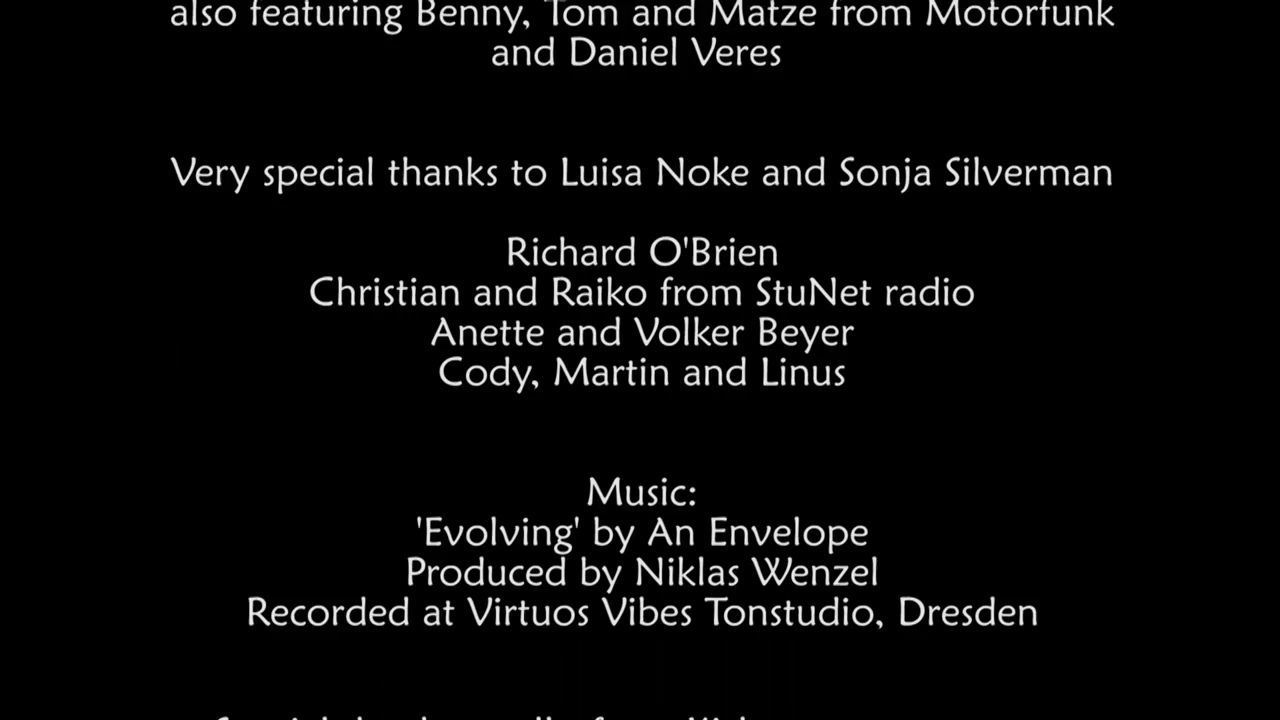 also featuring Benny, Tom and Matze from Motorfunk
and Daniel Veres
Very special thanks to Luisa Noke and Sonja Silverman
Richard O'Brien
Christian and Raiko from StuNet radio
Anette and Volker Beyer
Cody, Martin and Linus
Music:
'Evolving' by An Envelope
Produced by Niklas Wenzel
Recorded at Virtuos Vibes Tonstudio, Dresden